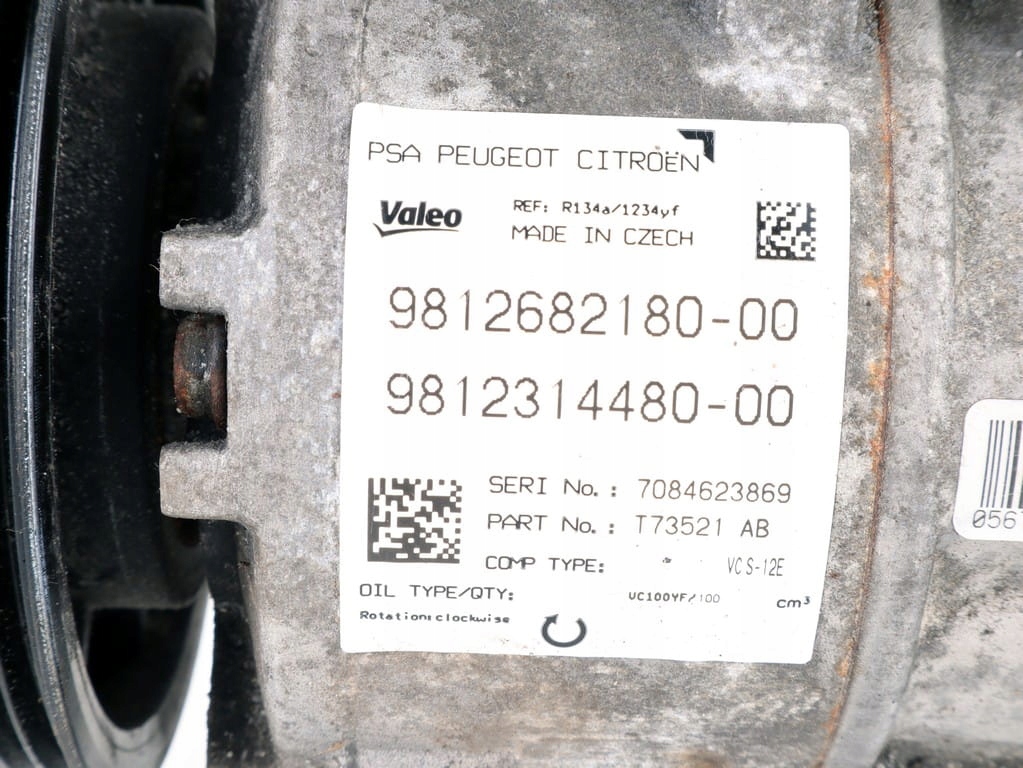 PSA PEUGEOT CITROËN
Valeo
REF: R134a/1234yf
MADE IN CZECH
9812682180-00
9812314480-00
SERI No.: 7084623869
PART No.: T73521 AB
COMP TYPE: VCS-12E
OIL TYPE/QTY: VC100YF/100 cm³
Rotation:clockwise
0561